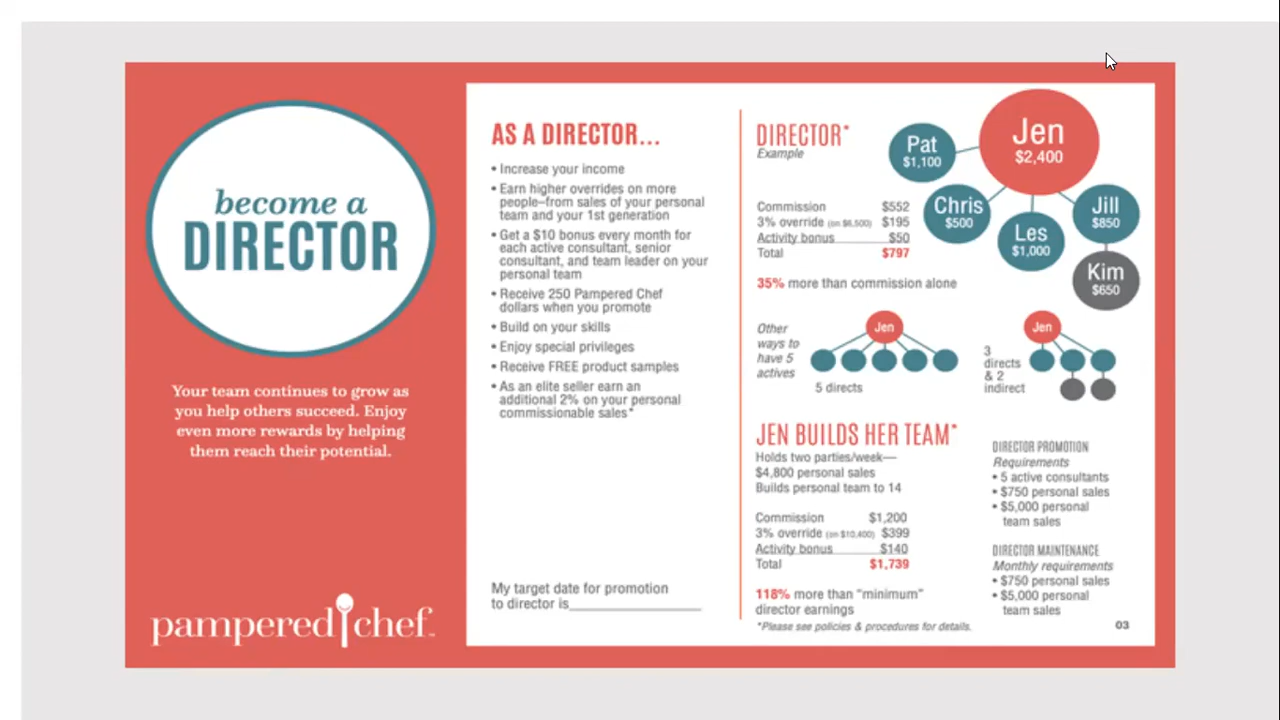 become a
DIRECTOR
Your team continues to grow as
you help others succeed. Enjoy
even more rewards by helping
them reach their potential.
pampered chef™
AS A DIRECTOR...
• Increase your income
• Earn higher overrides on more
people–from sales of your personal
team and your 1st generation
• Get a $10 bonus every month for
each active consultant, senior
consultant, and team leader on your
personal team
• Receive 250 Pampered Chef
dollars when you promote
• Build on your skills
• Enjoy special privileges
• Receive FREE product samples
• As an elite seller earn an
additional 2% on your personal
commissionable sales*
My target date for promotion
to director is____________________
DIRECTOR*
Example
Commission $552
3% override (on $6,500) $195
Activity bonus $50
Total $797
35% more than commission alone
Jen
$2,400
Pat
$1,100
Chris
$500
Les
$1,000
Jill
$850
Kim
$650
Other
ways to
have 5
actives
Jen
5 directs
Jen
3
directs
& 2
indirect
JEN BUILDS HER TEAM*
Holds two parties/week—
$4,800 personal sales
Builds personal team to 14
Commission $1,200
3% override (on $10,400) $399
Activity bonus $140
Total $1,739
118% more than "minimum"
director earnings
*Please see policies & procedures for details.
DIRECTOR PROMOTION
Requirements
• 5 active consultants
• $750 personal sales
• $5,000 personal
team sales
DIRECTOR MAINTENANCE
Monthly requirements
• $750 personal sales
• $5,000 personal
team sales
03